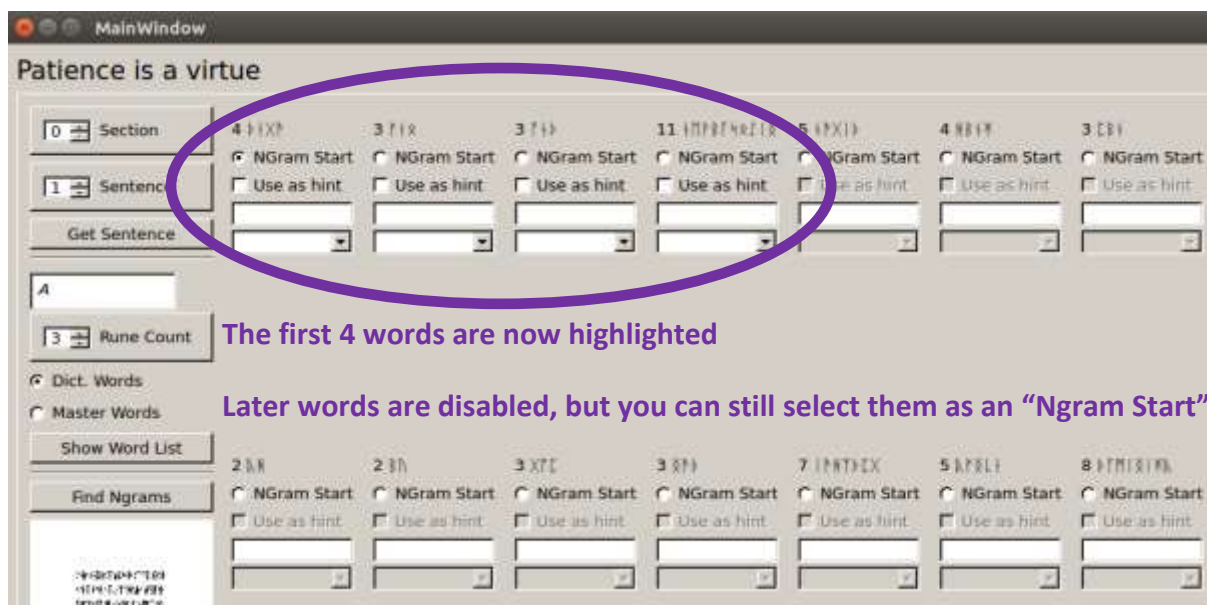 MainWindow
Patience is a virtue
0 Section
4 3 3 11 5 4 3
NGram Start NGram Start NGram Start NGram Start NGram Start NGram Start NGram Start
1 Sentence
Use as hint Use as hint Use as hint Use as hint Use as hint Use as hint Use as hint
Get Sentence
A
3 Rune Count
The first 4 words are now highlighted
Dict. Words
Master Words
Later words are disabled, but you can still select them as an “Ngram Start”
Show Word List
2 2 3 3 7 5 8
Find Ngrams
NGram Start NGram Start NGram Start NGram Start NGram Start NGram Start NGram Start
Use as hint Use as hint Use as hint Use as hint Use as hint Use as hint Use as hint